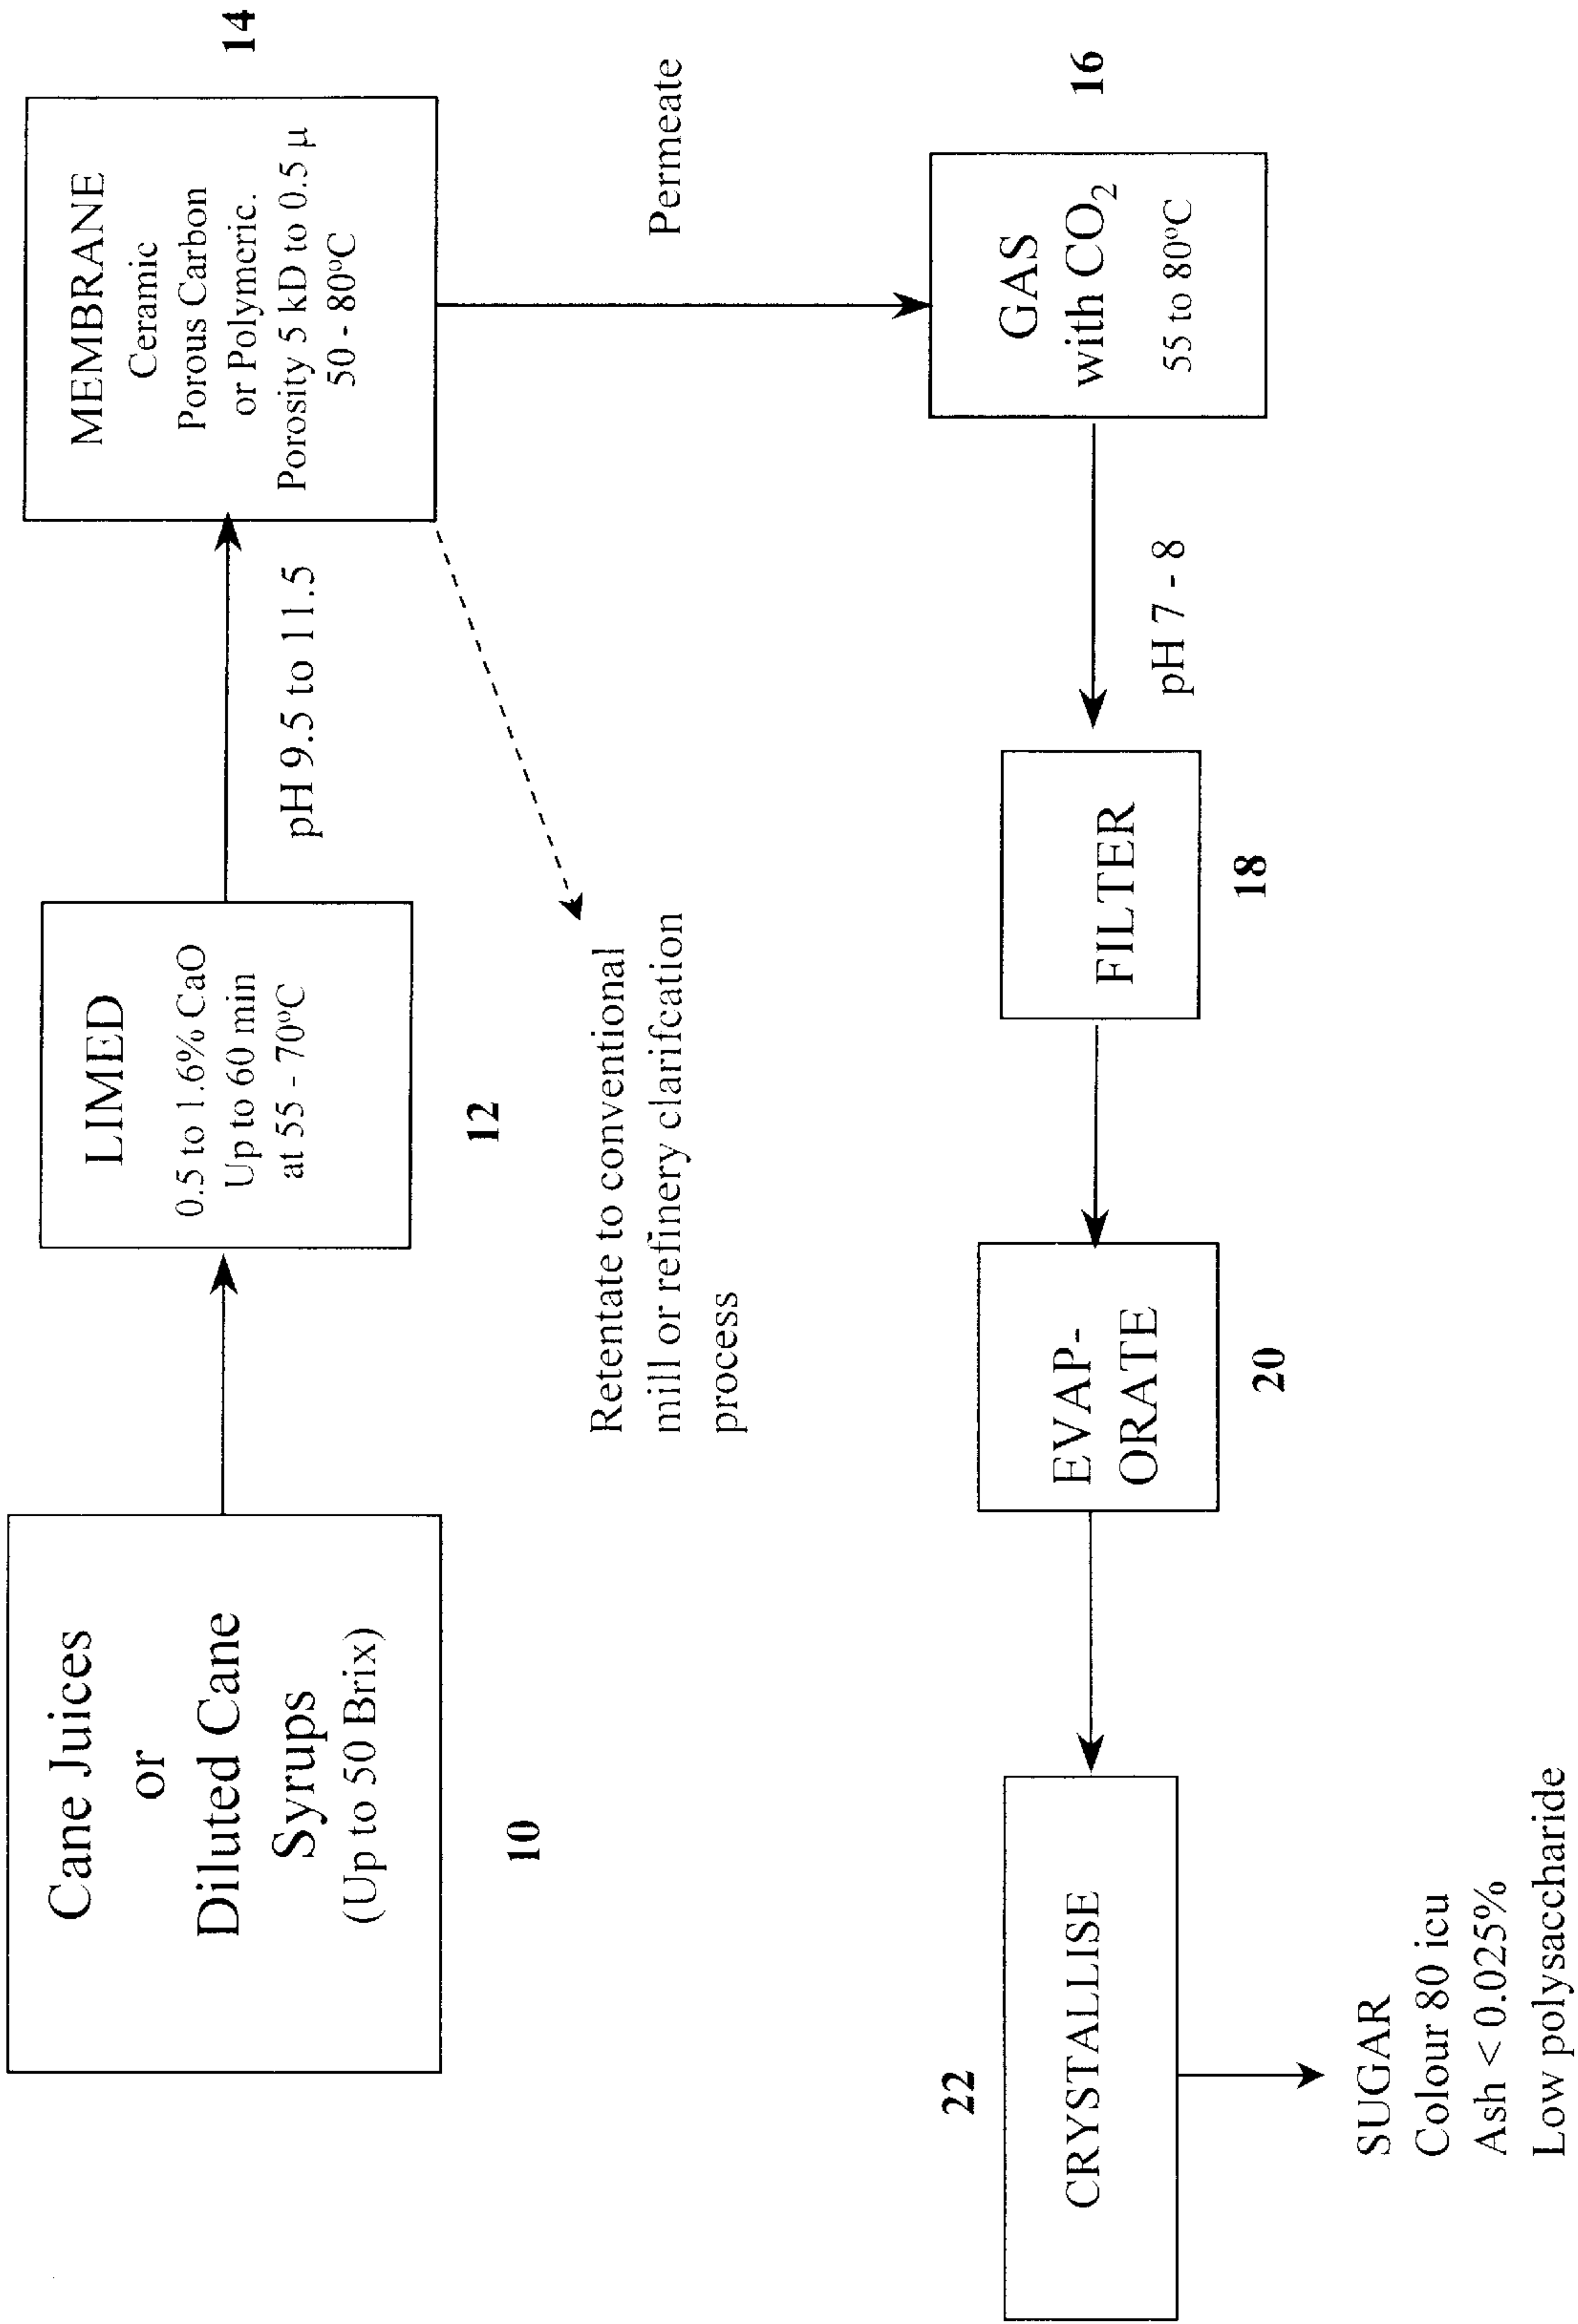 Cane Juices
or
Diluted Cane
Syrups
(Up to 50 Brix)
10
LIMED
0.5 to 1.6% CaO
Up to 60 min
at 55 - 70ºC
12
pH 9.5 to 11.5
MEMBRANE
Ceramic
Porous Carbon
or Polymeric.
Porosity 5 kD to 0.5 µ
50 - 80ºC
14
Retentate to conventional
mill or refinery clarifcation
process
Permeate
GAS
with CO₂
55 to 80ºC
16
pH 7 - 8
FILTER
18
EVAP-
ORATE
20
22
CRYSTALLISE
SUGAR
Colour 80 icu
Ash < 0.025%
Low polysaccharide